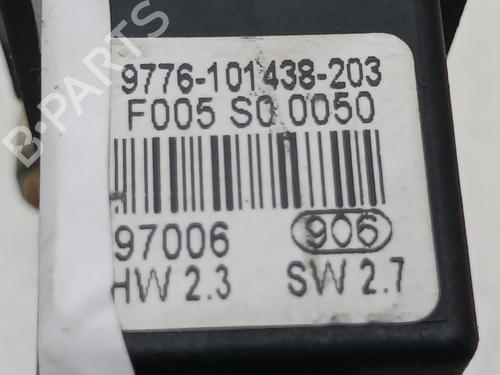 9776-101438-203
F005 S0 0050
97006 906
HW 2.3 SW 2.7
B-PARTS